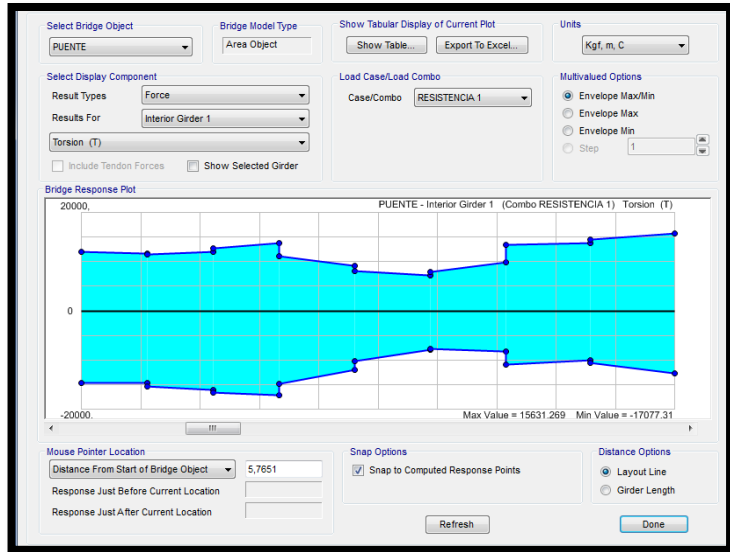 Select Bridge Object
PUENTE
Bridge Model Type
Area Object
Show Tabular Display of Current Plot
Show Table...
Export To Excel...
Units
Kgf, m, C
Select Display Component
Result Types
Force
Results For
Interior Girder 1
Torsion (T)
Include Tendon Forces
Show Selected Girder
Load Case/Load Combo
Case/Combo
RESISTENCIA 1
Multivalued Options
Envelope Max/Min
Envelope Max
Envelope Min
Step
1
Bridge Response Plot
20000,
PUENTE - Interior Girder 1 (Combo RESISTENCIA 1) Torsion (T)
0
-20000,
Max Value = 15631.269 Min Value = -17077.31
Mouse Pointer Location
Distance From Start of Bridge Object
5,7651
Response Just Before Current Location
Response Just After Current Location
Snap Options
Snap to Computed Response Points
Distance Options
Layout Line
Girder Length
Refresh
Done